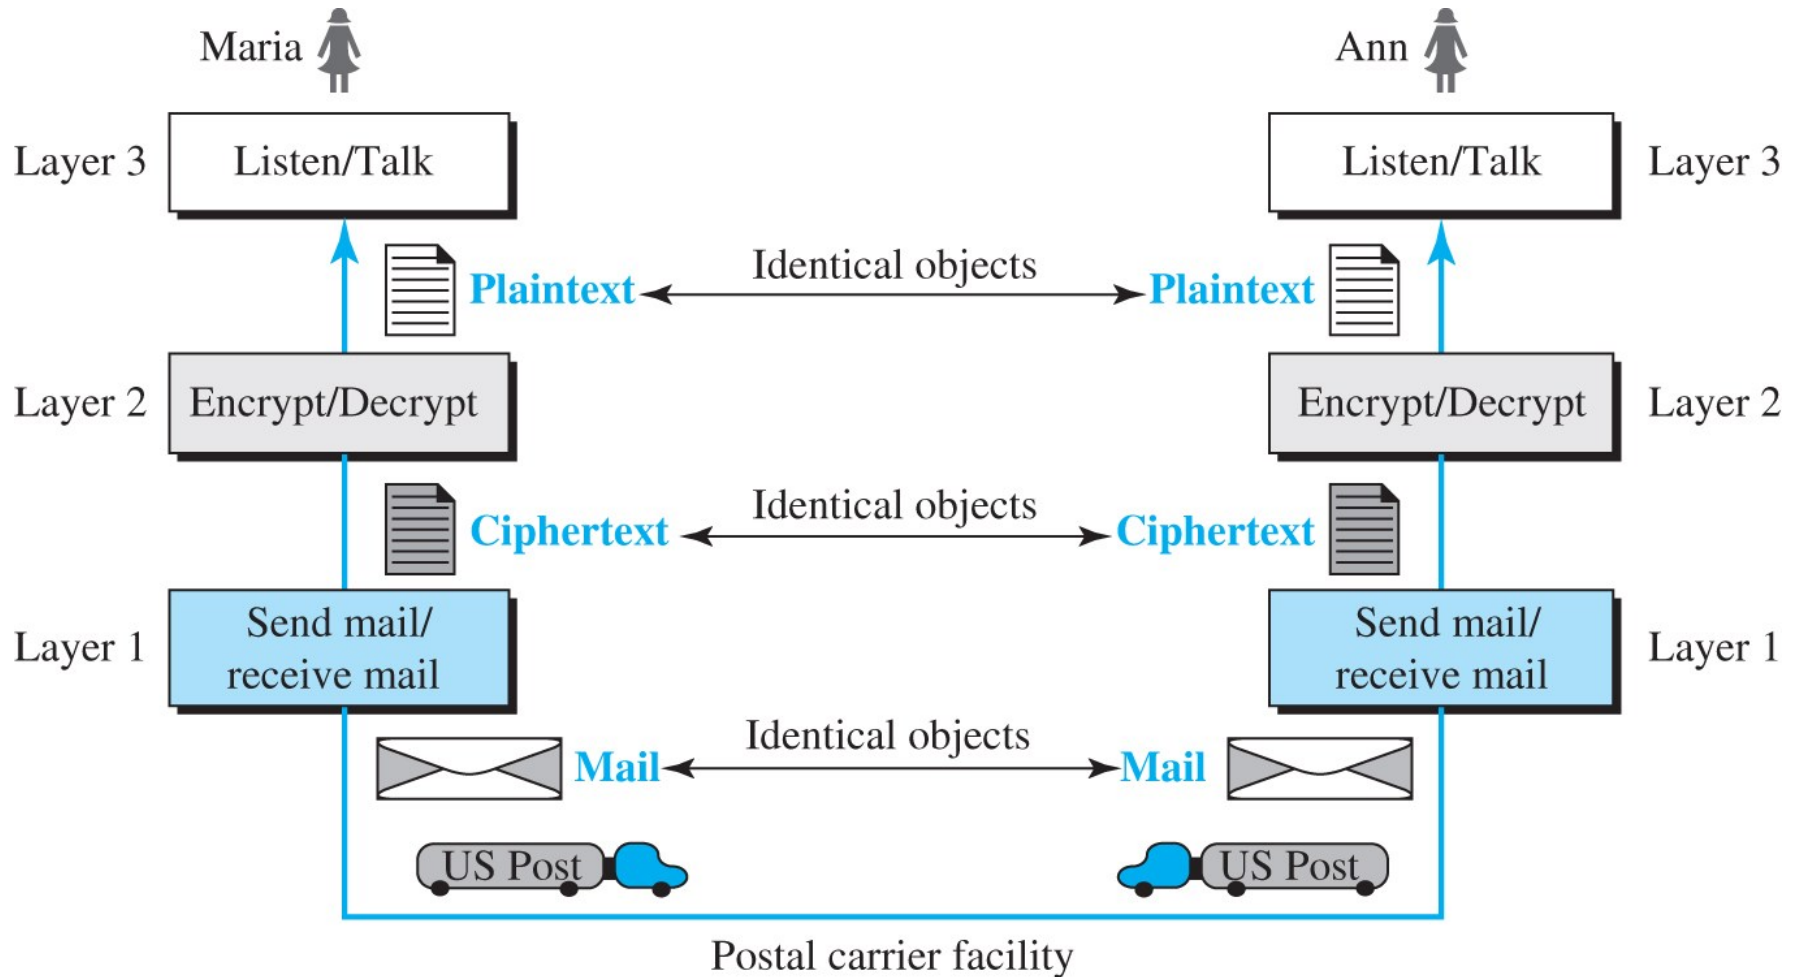 Maria
Ann
Layer 3
Listen/Talk
Listen/Talk
Layer 3
Plaintext
Identical objects
Plaintext
Layer 2
Encrypt/Decrypt
Encrypt/Decrypt
Layer 2
Ciphertext
Identical objects
Ciphertext
Layer 1
Send mail/
receive mail
Send mail/
receive mail
Layer 1
Mail
Identical objects
Mail
US Post
US Post
Postal carrier facility